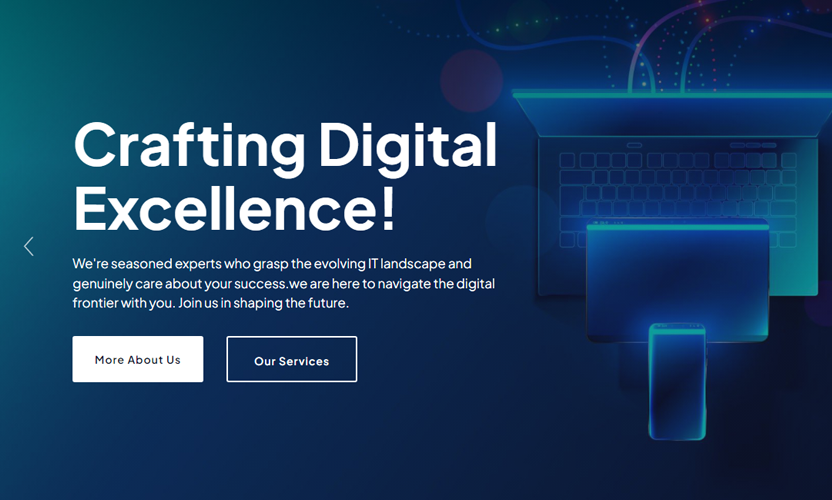 Crafting Digital
Excellence!
We're seasoned experts who grasp the evolving IT landscape and
genuinely care about your success.we are here to navigate the digital
frontier with you. Join us in shaping the future.
More About Us
Our Services